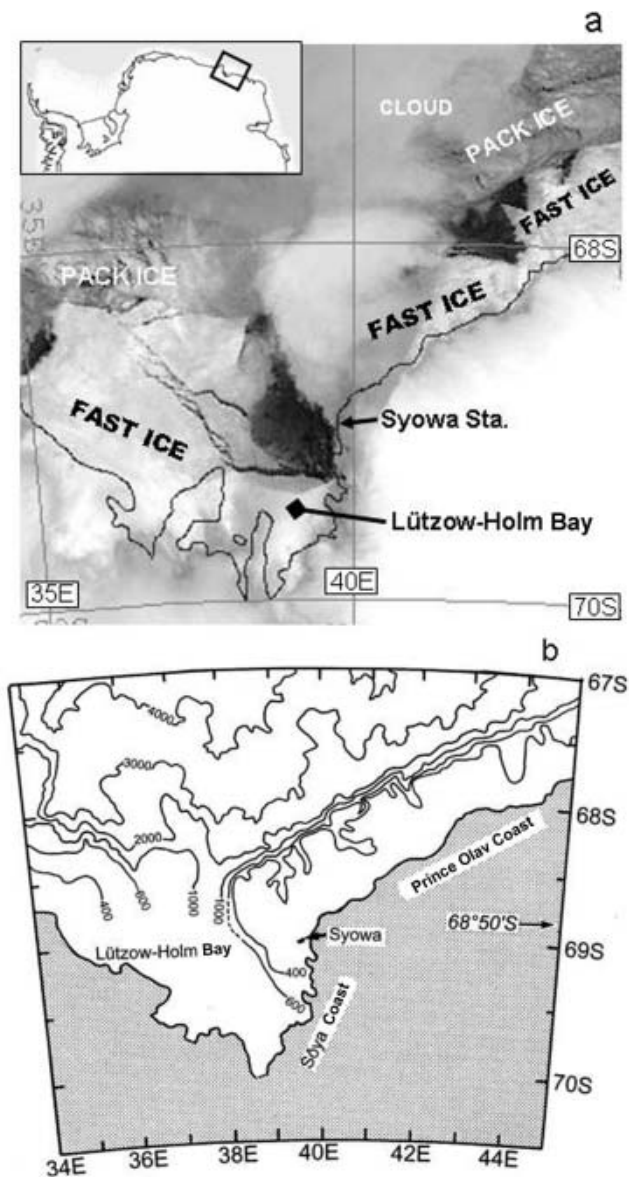 a
CLOUD
PACK ICE
FAST ICE
35E
68S
PACK ICE
FAST ICE
FAST ICE
Syowa Sta.
Lützow-Holm Bay
35E
40E
70S
b
67S
4000
3000
68S
2000
Prince Olav Coast
400
600
1000
1000
68°50'S
Syowa
69S
Lützow-Holm Bay
400
600
Sôya Coast
70S
34E
36E
38E
40E
42E
44E